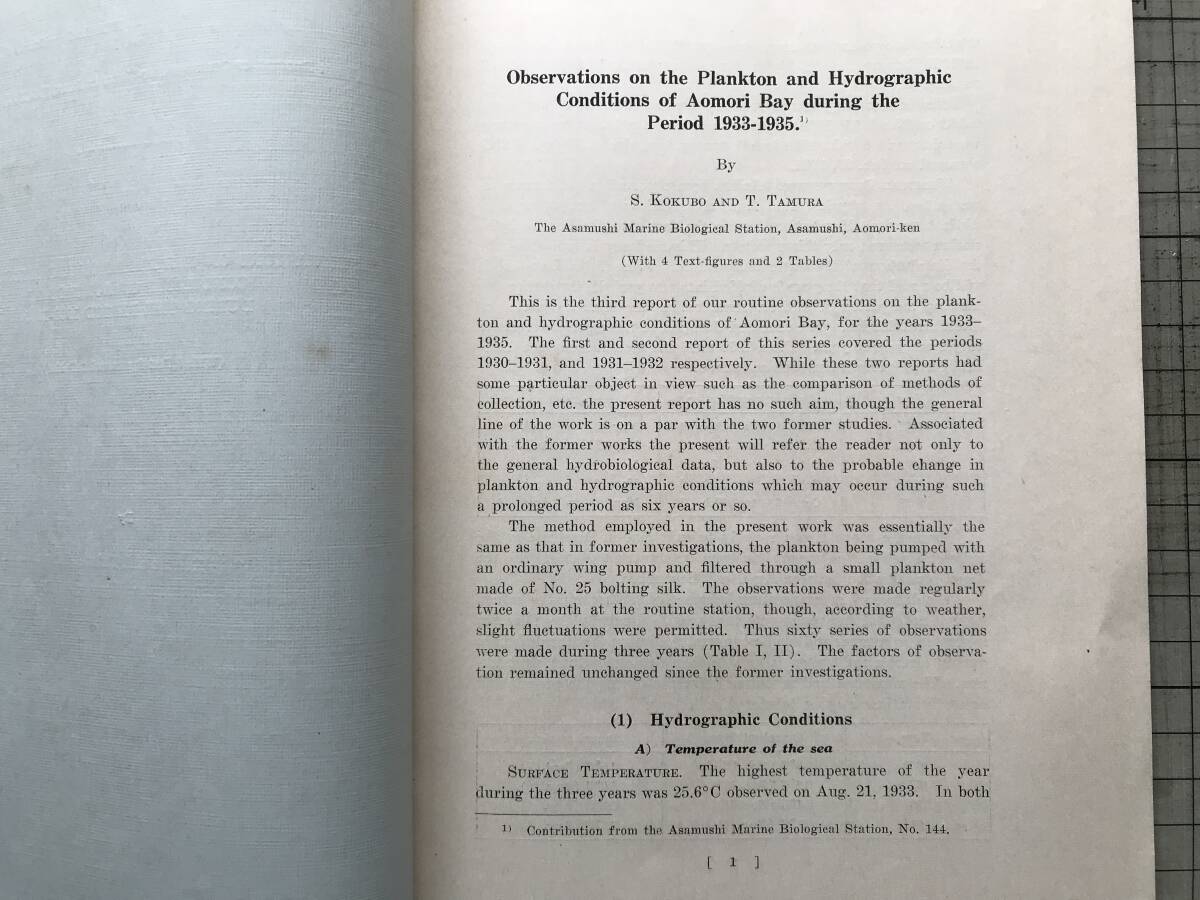 Observations on the Plankton and Hydrographic
Conditions of Aomori Bay during the
Period 1933-1935.1)
By
S. KOKUBO AND T. TAMURA
The Asamushi Marine Biological Station, Asamushi, Aomori-ken
(With 4 Text-figures and 2 Tables)
This is the third report of our routine observations on the plank-
ton and hydrographic conditions of Aomori Bay, for the years 1933–
1935. The first and second report of this series covered the periods
1930–1931, and 1931–1932 respectively. While these two reports had
some particular object in view such as the comparison of methods of
collection, etc. the present report has no such aim, though the general
line of the work is on a par with the two former studies. Associated
with the former works the present will refer the reader not only to
the general hydrobiological data, but also to the probable change in
plankton and hydrographic conditions which may occur during such
a prolonged period as six years or so.
The method employed in the present work was essentially the
same as that in former investigations, the plankton being pumped with
an ordinary wing pump and filtered through a small plankton net
made of No. 25 bolting silk. The observations were made regularly
twice a month at the routine station, though, according to weather,
slight fluctuations were permitted. Thus sixty series of observations
were made during three years (Table I, II). The factors of observa-
tion remained unchanged since the former investigations.
(1) Hydrographic Conditions
A) Temperature of the sea
SURFACE TEMPERATURE. The highest temperature of the year
during the three years was 25.6°C observed on Aug. 21, 1933. In both
1) Contribution from the Asamushi Marine Biological Station, No. 144.
[ 1 ]